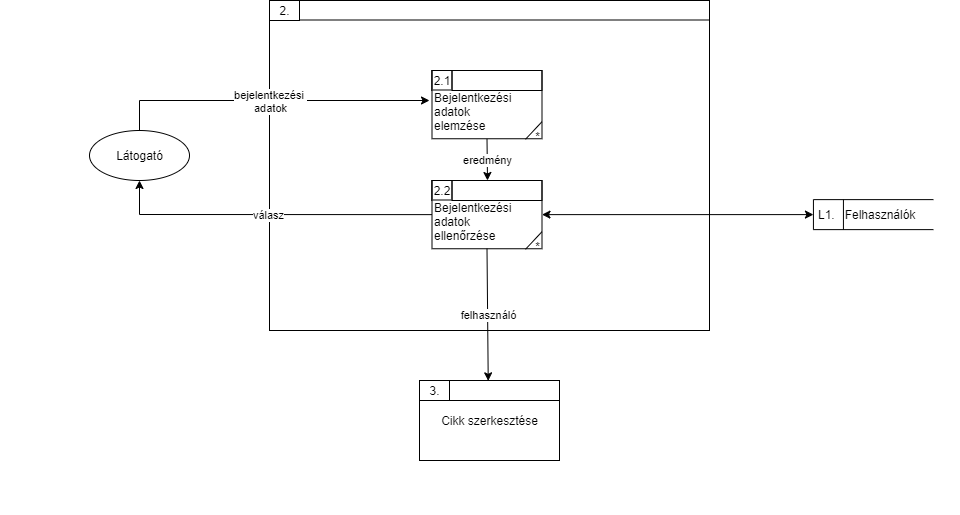 2.
2.1
bejelentkezési
adatok
Bejelentkezési
adatok
elemzése
*
Látogató
eredmény
2.2
Bejelentkezési
adatok
ellenőrzése
*
válasz
L1.
Felhasználók
felhasználó
3.
Cikk szerkesztése